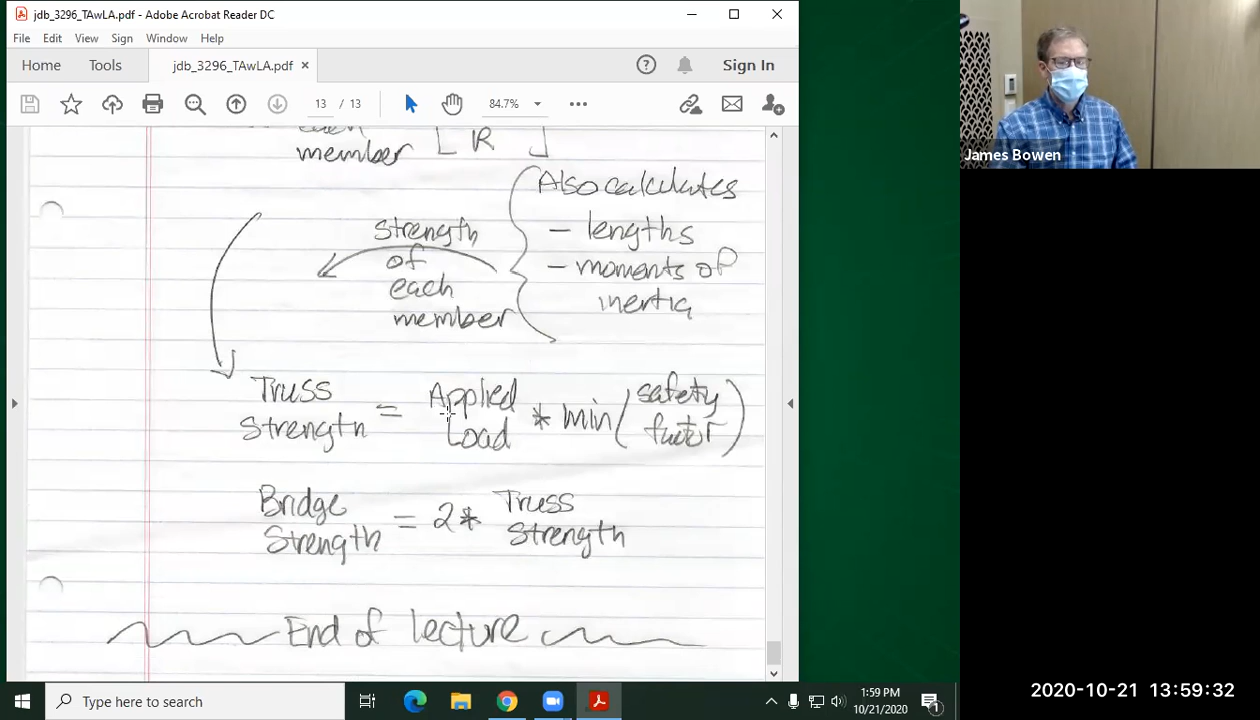 jdb_3296_TAwLA.pdf - Adobe Acrobat Reader DC
File Edit View Sign Window Help
Home Tools jdb_3296_TAwLA.pdf × Sign In
13 / 13 84.7%
each
member [ R ]
Also calculates
- lengths
- moments of
inertia
strength
of
each
member
Truss
Strength = Applied
Load * min ( safety
factor )
Bridge
Strength = 2 * Truss
Strength
End of lecture
James Bowen
Type here to search
1:59 PM
10/21/2020
1
2020-10-21 13:59:32